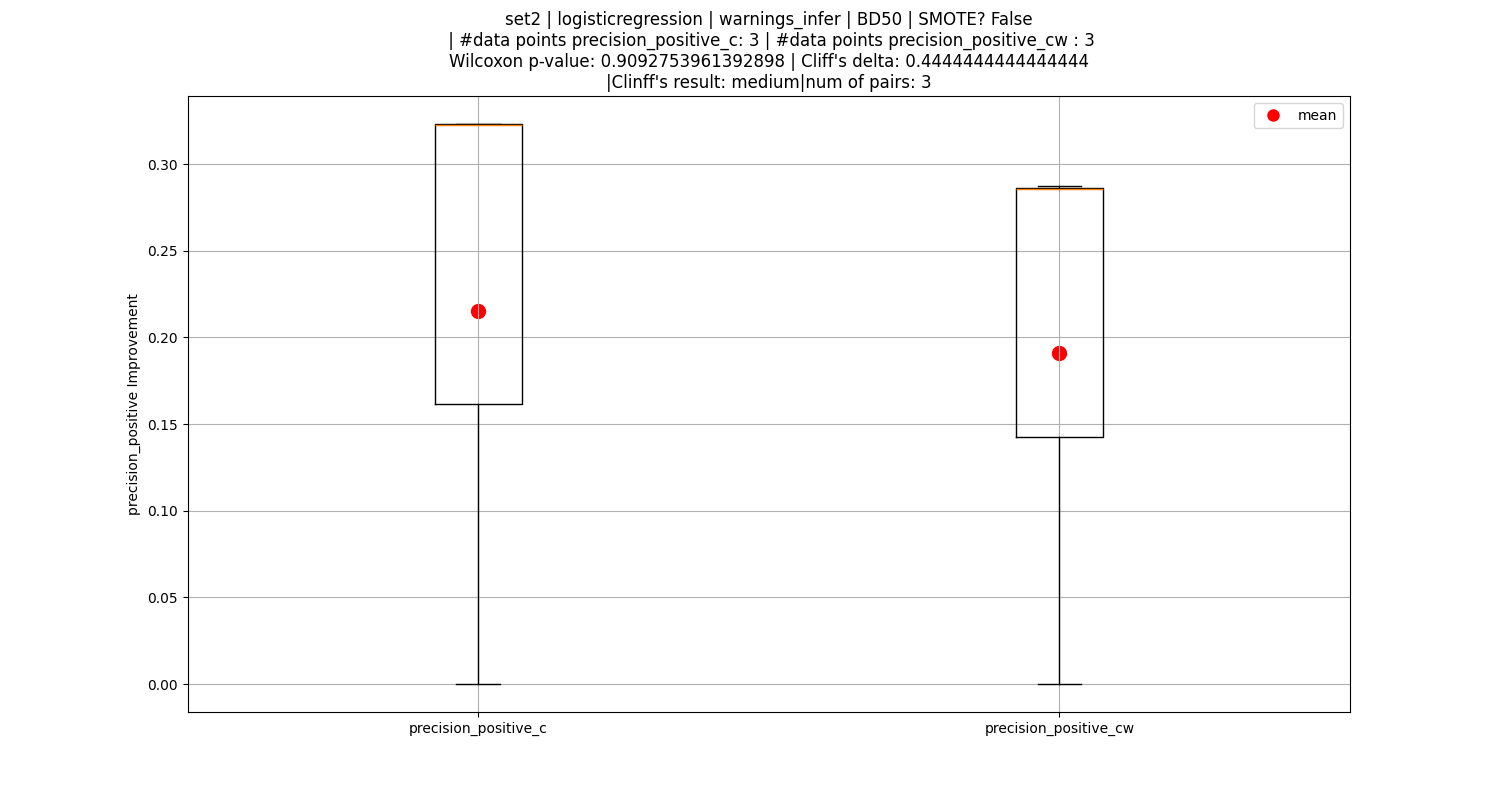 set2 | logisticregression | warnings_infer | BD50 | SMOTE? False
| #data points precision_positive_c: 3 | #data points precision_positive_cw : 3
Wilcoxon p-value: 0.9092753961392898 | Cliff's delta: 0.4444444444444444
|Clinff's result: medium|num of pairs: 3
mean
0.30
0.25
0.20
0.15
0.10
0.05
0.00
precision_positive Improvement
precision_positive_c
precision_positive_cw